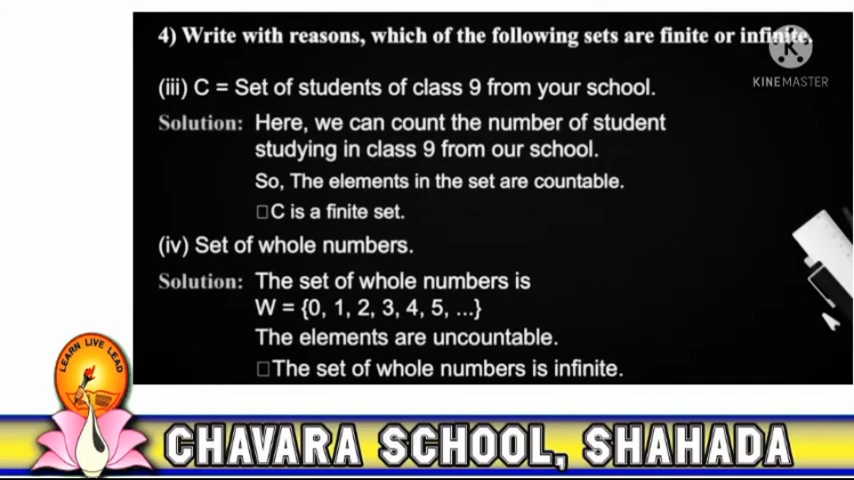 4) Write with reasons, which of the following sets are finite or infinite.
K
KINEMASTER
(iii) C = Set of students of class 9 from your school.
Solution: Here, we can count the number of student
studying in class 9 from our school.
So, The elements in the set are countable.
□C is a finite set.
(iv) Set of whole numbers.
Solution: The set of whole numbers is
W = {0, 1, 2, 3, 4, 5, ...}
The elements are uncountable.
□The set of whole numbers is infinite.
LEARN LIVE LEAD
CHAVARA SCHOOL, SHAHADA